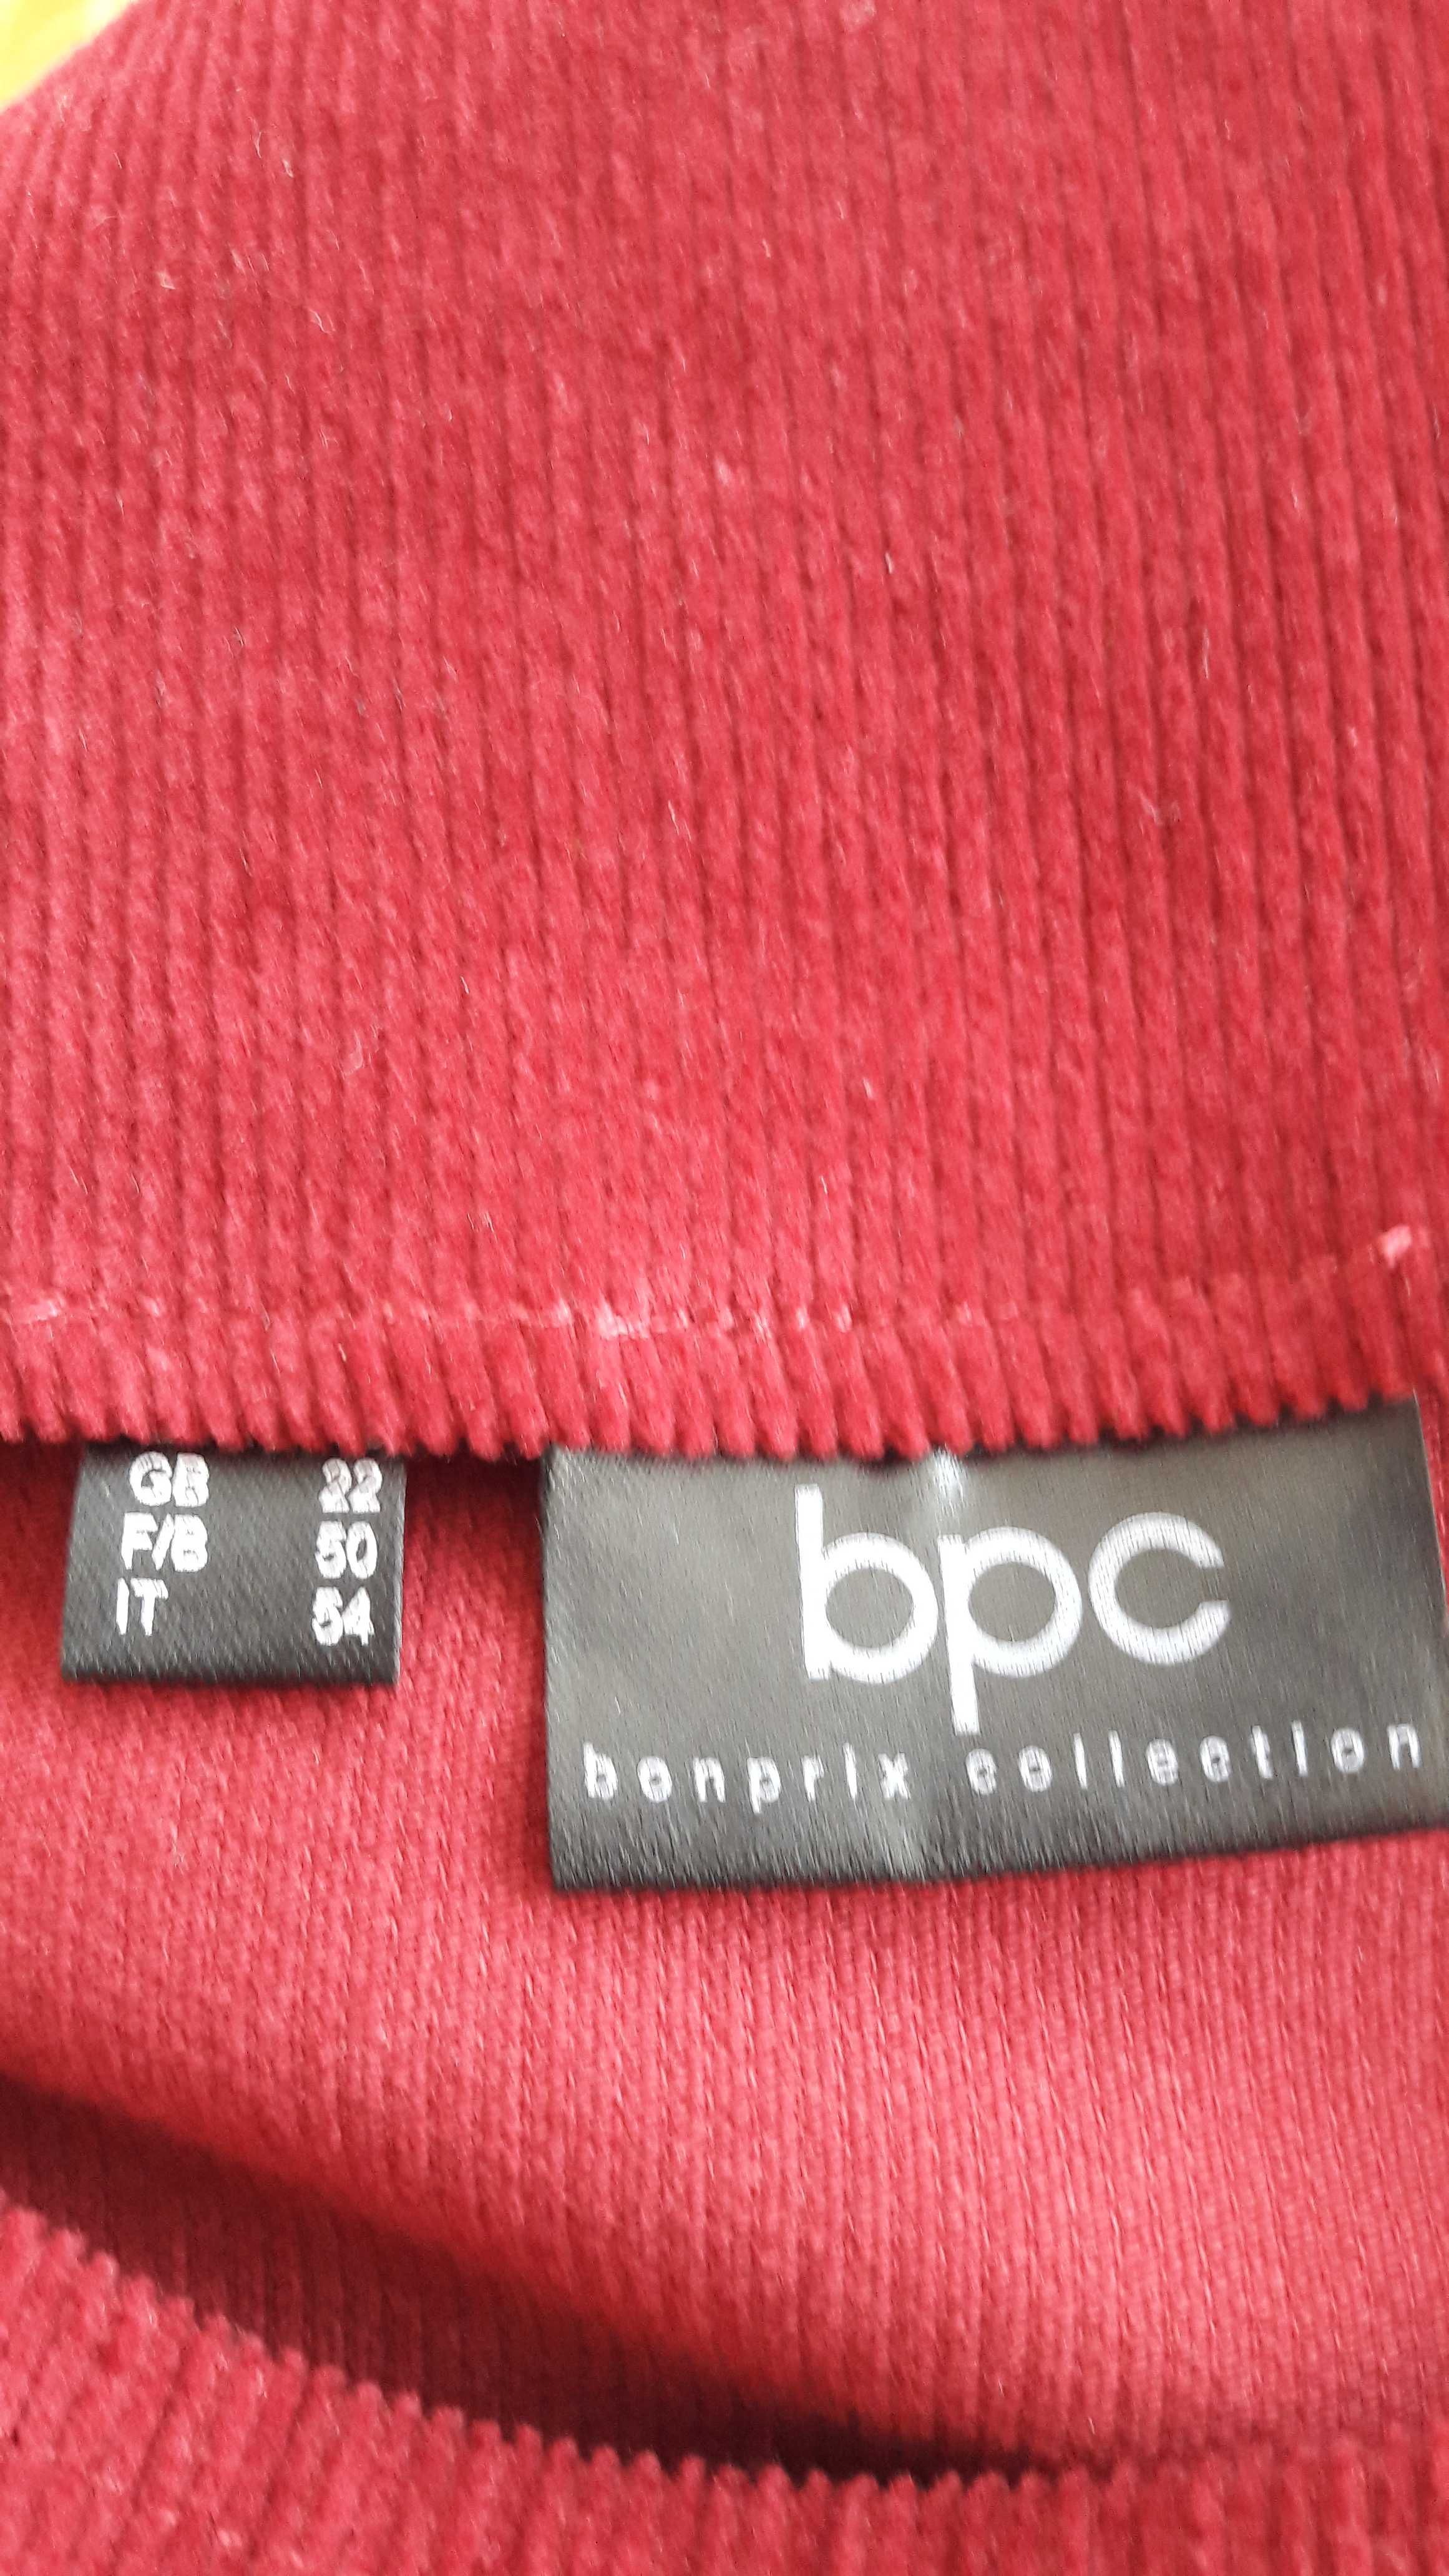 GB 22
F/B 50
IT 54
bpc
bonprix collection